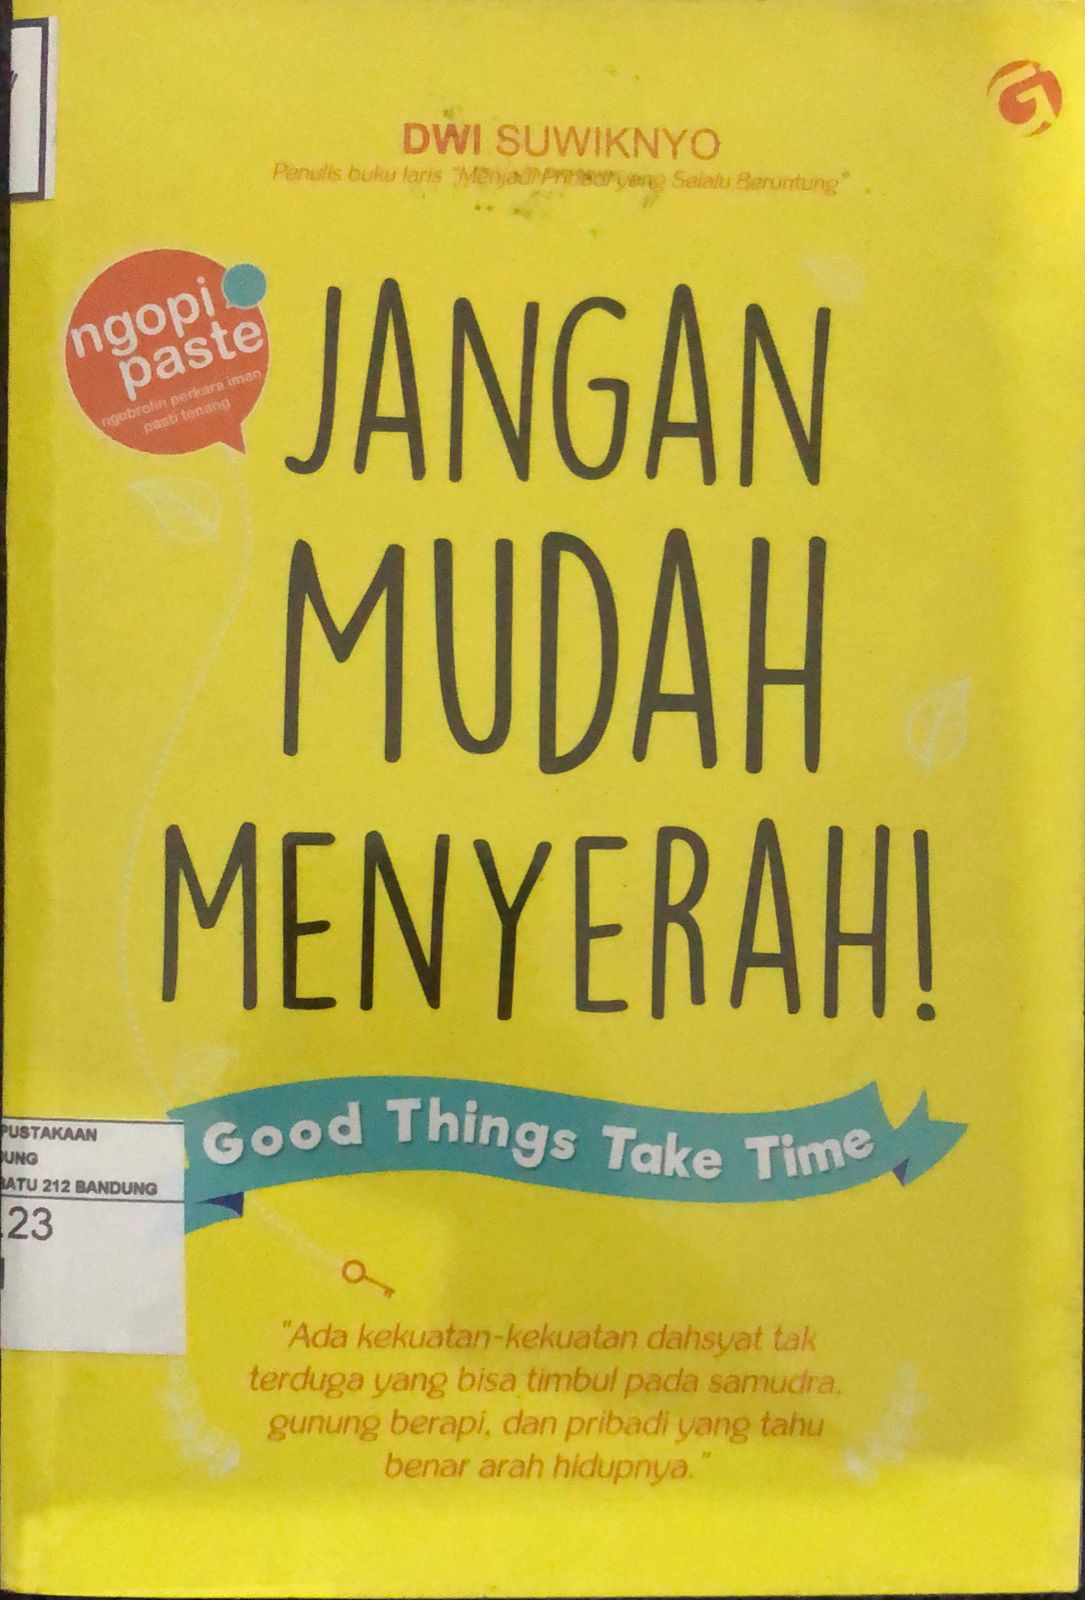 DWI SUWIKNYO
Penulis buku laris "Menjadi Pribadi yang Selalu Beruntung"
ngopi
paste
ngobrolin perkara iman
pasti tenang
JANGAN
MUDAH
MENYERAH!
Good Things Take Time
PUSTAKAAN
UNG
BATU 212 BANDUNG
.23
"Ada kekuatan-kekuatan dahsyat tak
terduga yang bisa timbul pada samudra,
gunung berapi, dan pribadi yang tahu
benar arah hidupnya."